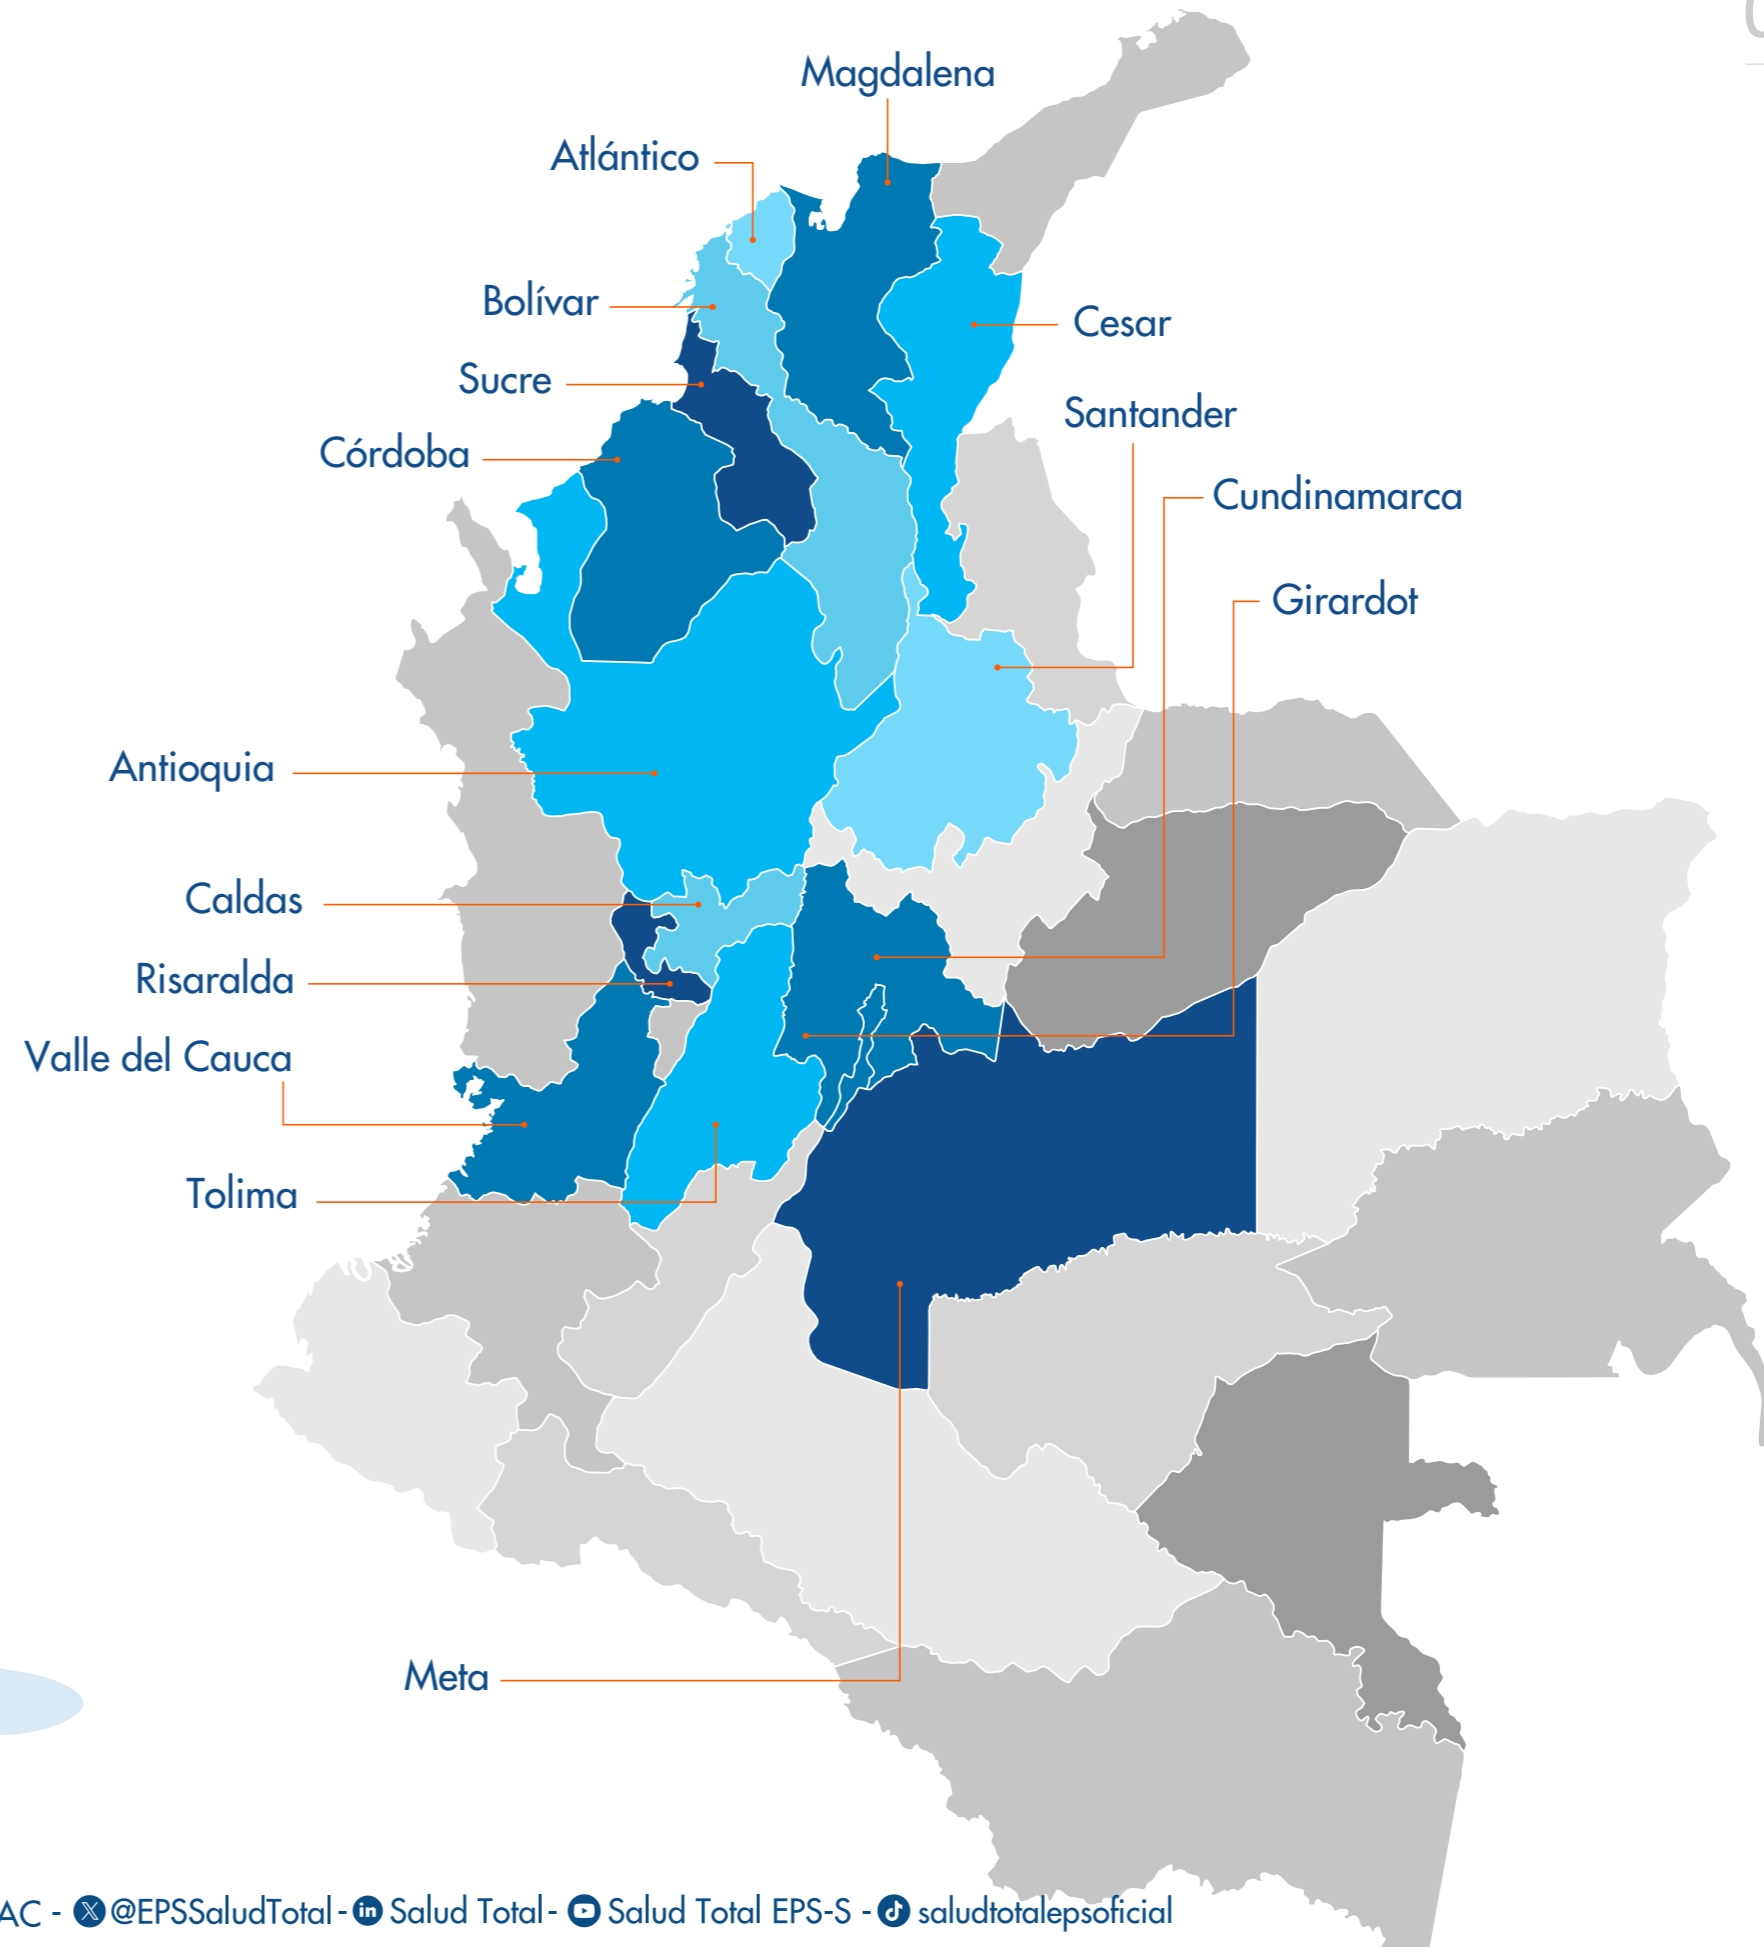 Magdalena
Atlántico
Bolívar
Cesar
Sucre
Santander
Córdoba
Cundinamarca
Girardot
Antioquia
Caldas
Risaralda
Valle del Cauca
Tolima
Meta
AC - @EPSSaludTotal - in Salud Total - Salud Total EPS-S - saludtotalepsoficial